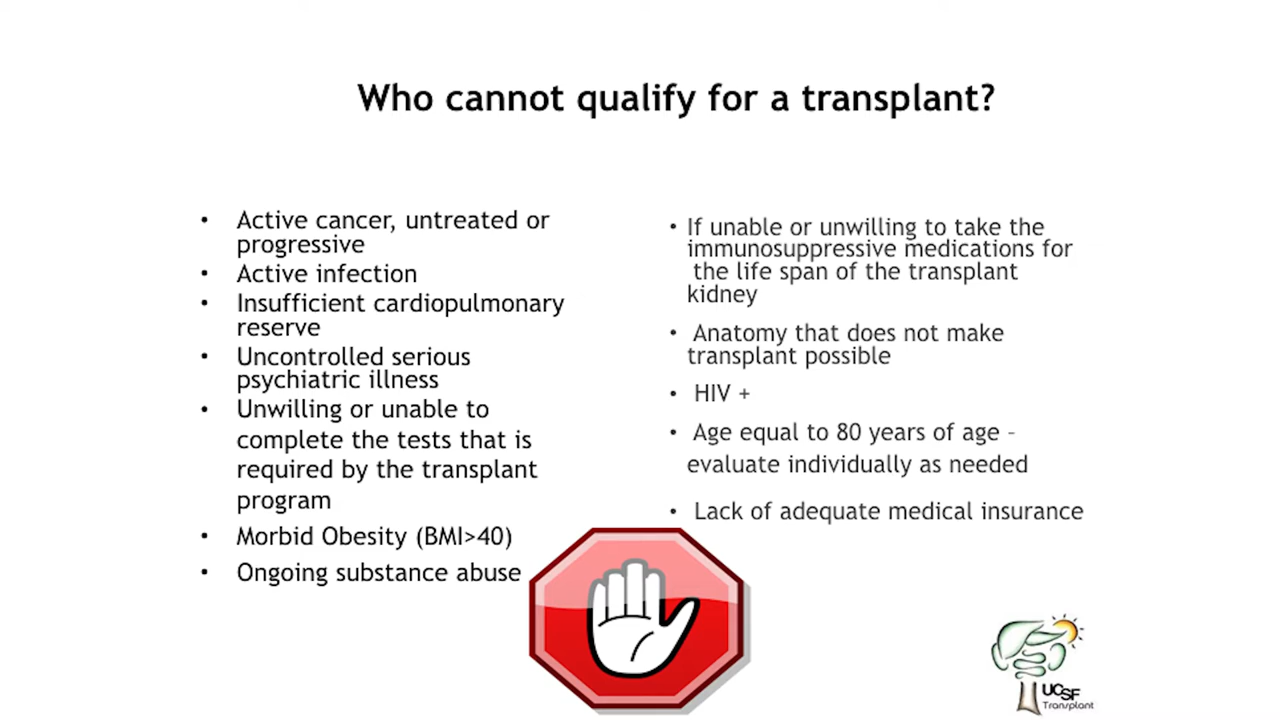 Who cannot qualify for a transplant?
• Active cancer, untreated or
progressive
• Active infection
• Insufficient cardiopulmonary
reserve
• Uncontrolled serious
psychiatric illness
• Unwilling or unable to
complete the tests that is
required by the transplant
program
• Morbid Obesity (BMI>40)
• Ongoing substance abuse
• If unable or unwilling to take the
immunosuppressive medications for
the life span of the transplant
kidney
• Anatomy that does not make
transplant possible
• HIV +
• Age equal to 80 years of age –
evaluate individually as needed
• Lack of adequate medical insurance
UCSF
Transplant